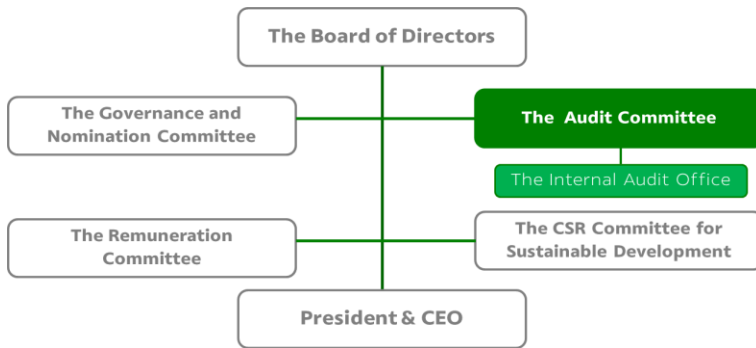 The Board of Directors
The Governance and
Nomination Committee
The Audit Committee
The Internal Audit Office
The Remuneration
Committee
The CSR Committee for
Sustainable Development
President & CEO